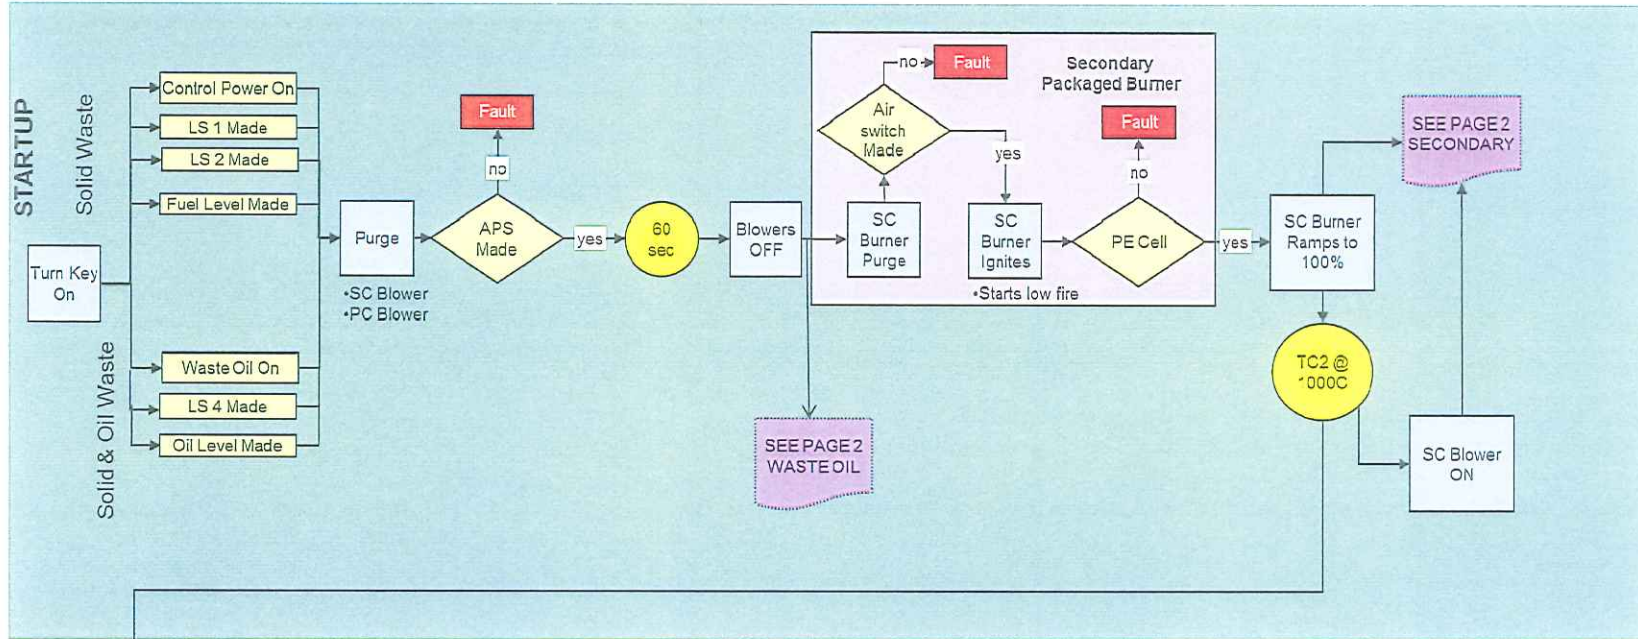 STARTUP
Solid Waste
Solid & Oil Waste
Turn Key
On
Control Power On
LS 1 Made
LS 2 Made
Fuel Level Made
Waste Oil On
LS 4 Made
Oil Level Made
Purge
•SC Blower
•PC Blower
APS
Made
no
Fault
yes
60
sec
Blowers
OFF
SEE PAGE 2
WASTE OIL
Secondary
Packaged Burner
SC
Burner
Purge
Air
switch
Made
no
Fault
yes
SC
Burner
Ignites
•Starts low fire
PE Cell
no
Fault
yes
SC Burner
Ramps to
100%
TC2 @
1000C
SC Blower
ON
SEE PAGE 2
SECONDARY